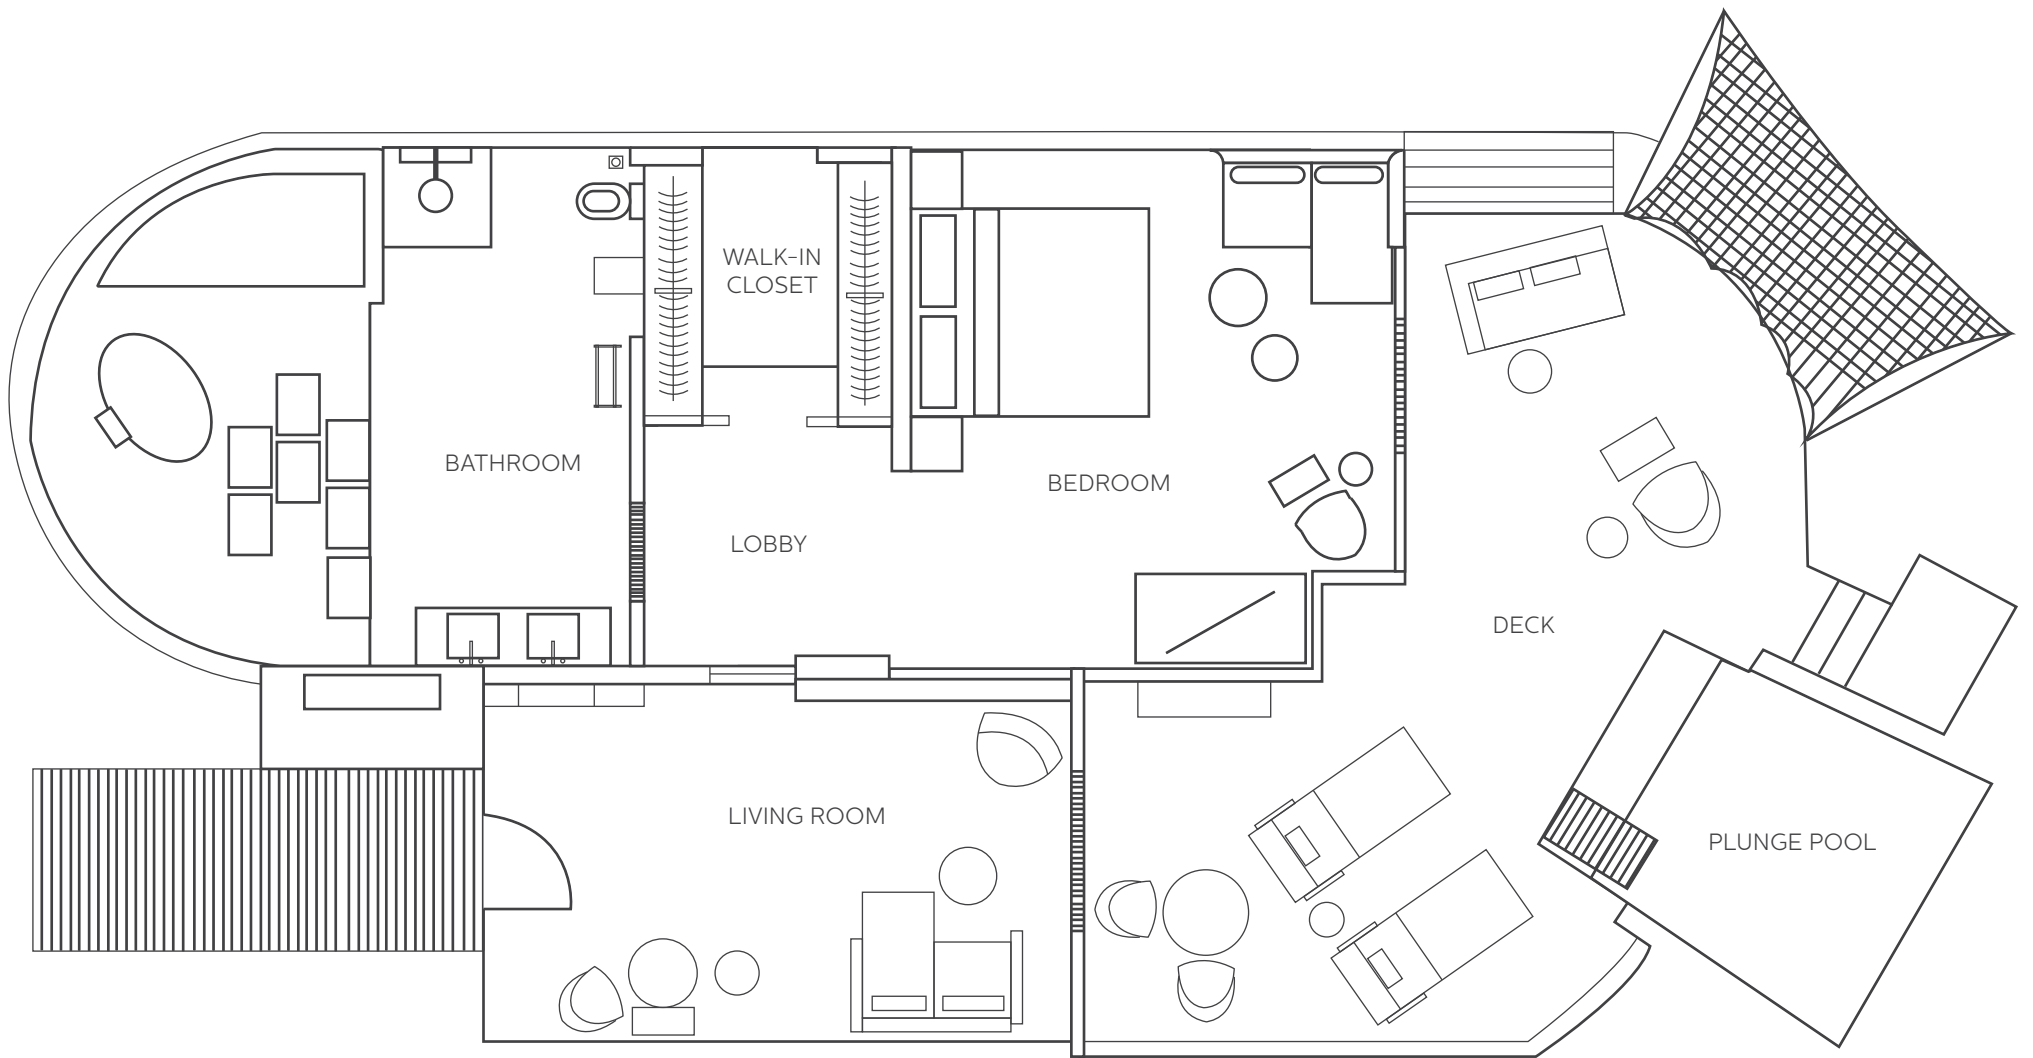 WALK-IN
CLOSET
BATHROOM
BEDROOM
LOBBY
DECK
LIVING ROOM
PLUNGE POOL